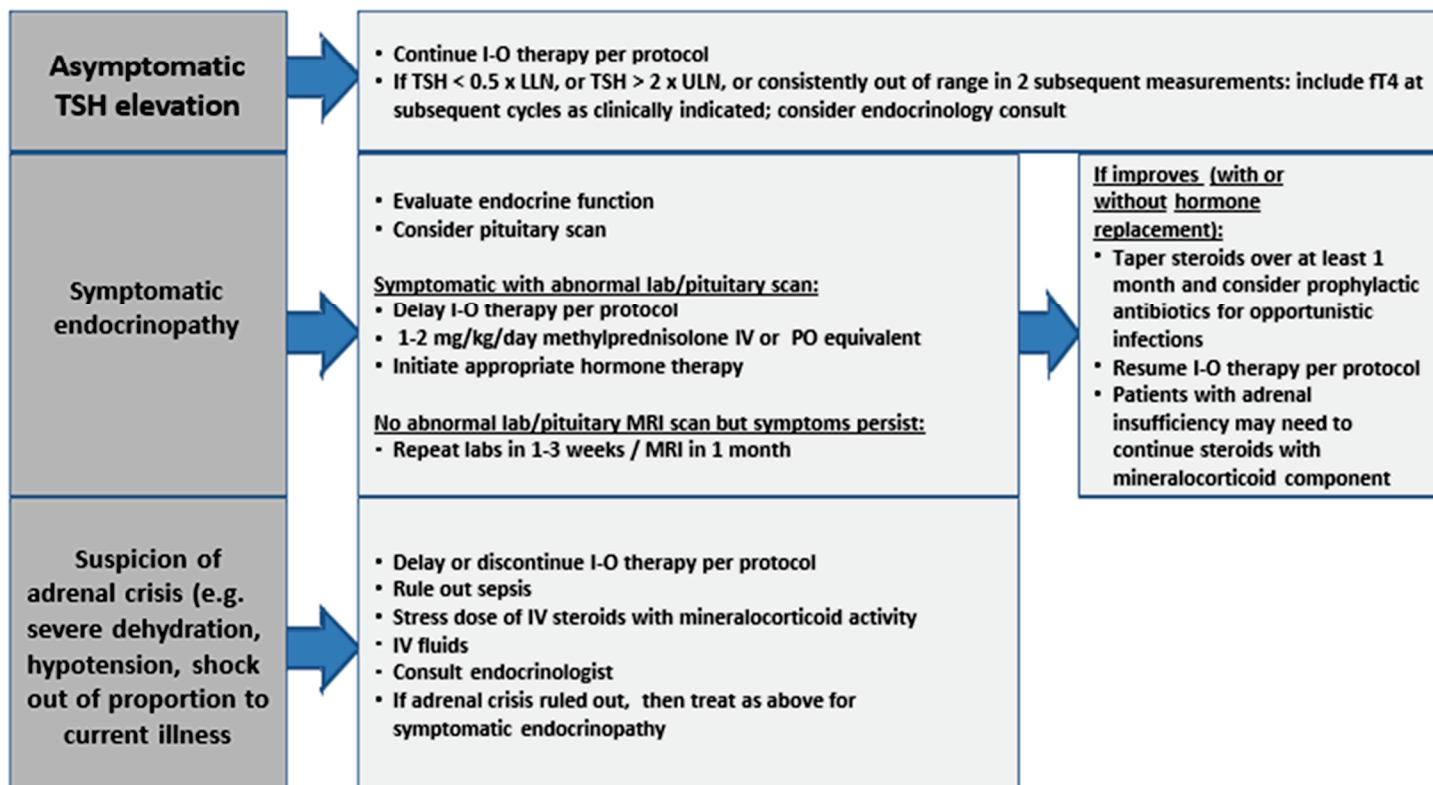 Asymptomatic
TSH elevation
• Continue I-O therapy per protocol
• If TSH < 0.5 x LLN, or TSH > 2 x ULN, or consistently out of range in 2 subsequent measurements: include fT4 at
subsequent cycles as clinically indicated; consider endocrinology consult
Symptomatic
endocrinopathy
• Evaluate endocrine function
• Consider pituitary scan
Symptomatic with abnormal lab/pituitary scan:
• Delay I-O therapy per protocol
• 1-2 mg/kg/day methylprednisolone IV or PO equivalent
• Initiate appropriate hormone therapy
No abnormal lab/pituitary MRI scan but symptoms persist:
• Repeat labs in 1-3 weeks / MRI in 1 month
If improves (with or
without hormone
replacement):
• Taper steroids over at least 1
month and consider prophylactic
antibiotics for opportunistic
infections
• Resume I-O therapy per protocol
• Patients with adrenal
insufficiency may need to
continue steroids with
mineralocorticoid component
Suspicion of
adrenal crisis (e.g.
severe dehydration,
hypotension, shock
out of proportion to
current illness
• Delay or discontinue I-O therapy per protocol
• Rule out sepsis
• Stress dose of IV steroids with mineralocorticoid activity
• IV fluids
• Consult endocrinologist
• If adrenal crisis ruled out, then treat as above for
symptomatic endocrinopathy